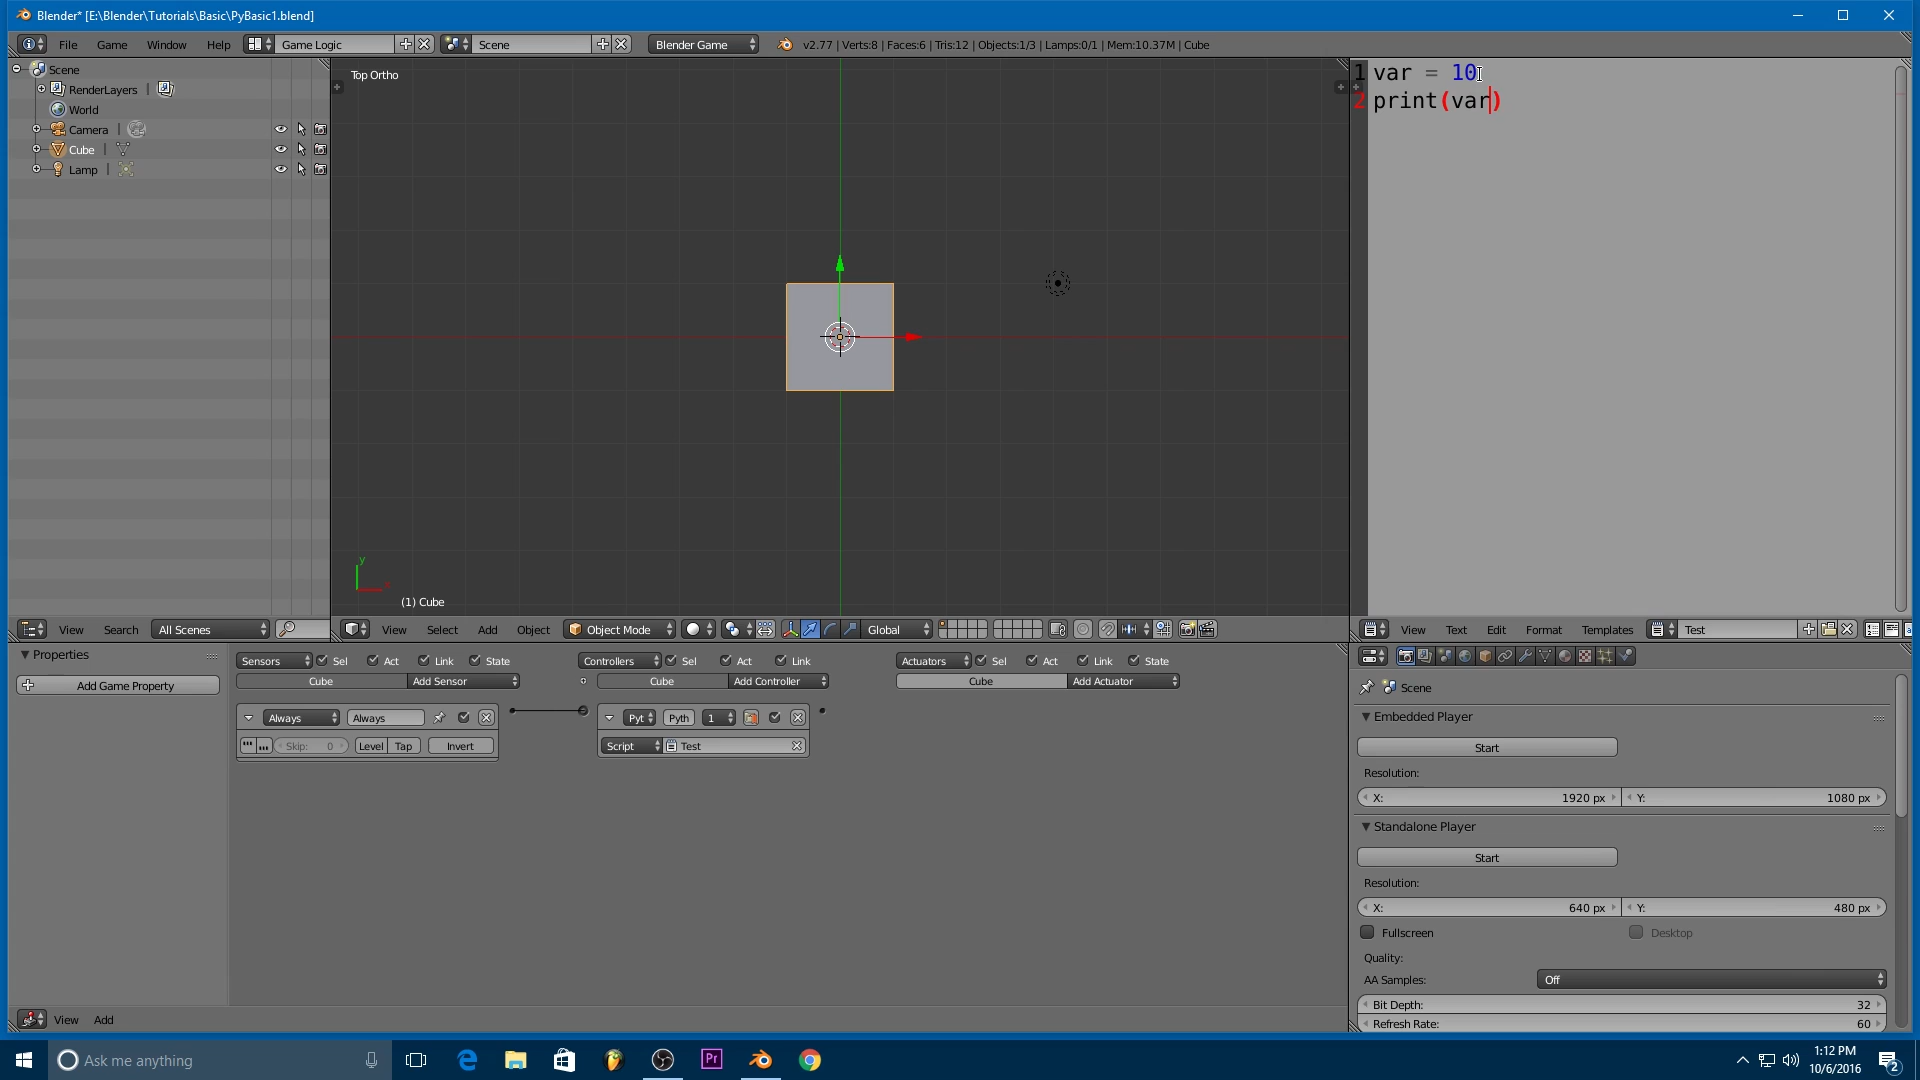 Blender* [E:\Blender\Tutorials\Basic\PyBasic1.blend]
File Game Window Help Game Logic Scene Blender Game v2.77 | Verts:8 | Faces:6 | Tris:12 | Objects:1/3 | Lamps:0/1 | Mem:10.37M | Cube
Scene
RenderLayers |
World
Camera |
Cube |
Lamp |
Top Ortho
y
x
(1) Cube
1 var = 10
2 print(var)
View Search All Scenes
View Select Add Object Object Mode Global
View Text Edit Format Templates Test
Properties
Add Game Property
Sensors Sel Act Link State
Cube Add Sensor
Always Always
Skip: 0 Level Tap Invert
Controllers Sel Act Link
Cube Add Controller
Pyt Pyth 1
Script Test
Actuators Sel Act Link State
Cube Add Actuator
Scene
Embedded Player
Start
Resolution:
X: 1920 px Y: 1080 px
Standalone Player
Start
Resolution:
X: 640 px Y: 480 px
Fullscreen Desktop
Quality:
AA Samples: Off
Bit Depth: 32
Refresh Rate: 60
View Add
Ask me anything
Pr
1:12 PM
10/6/2016
2